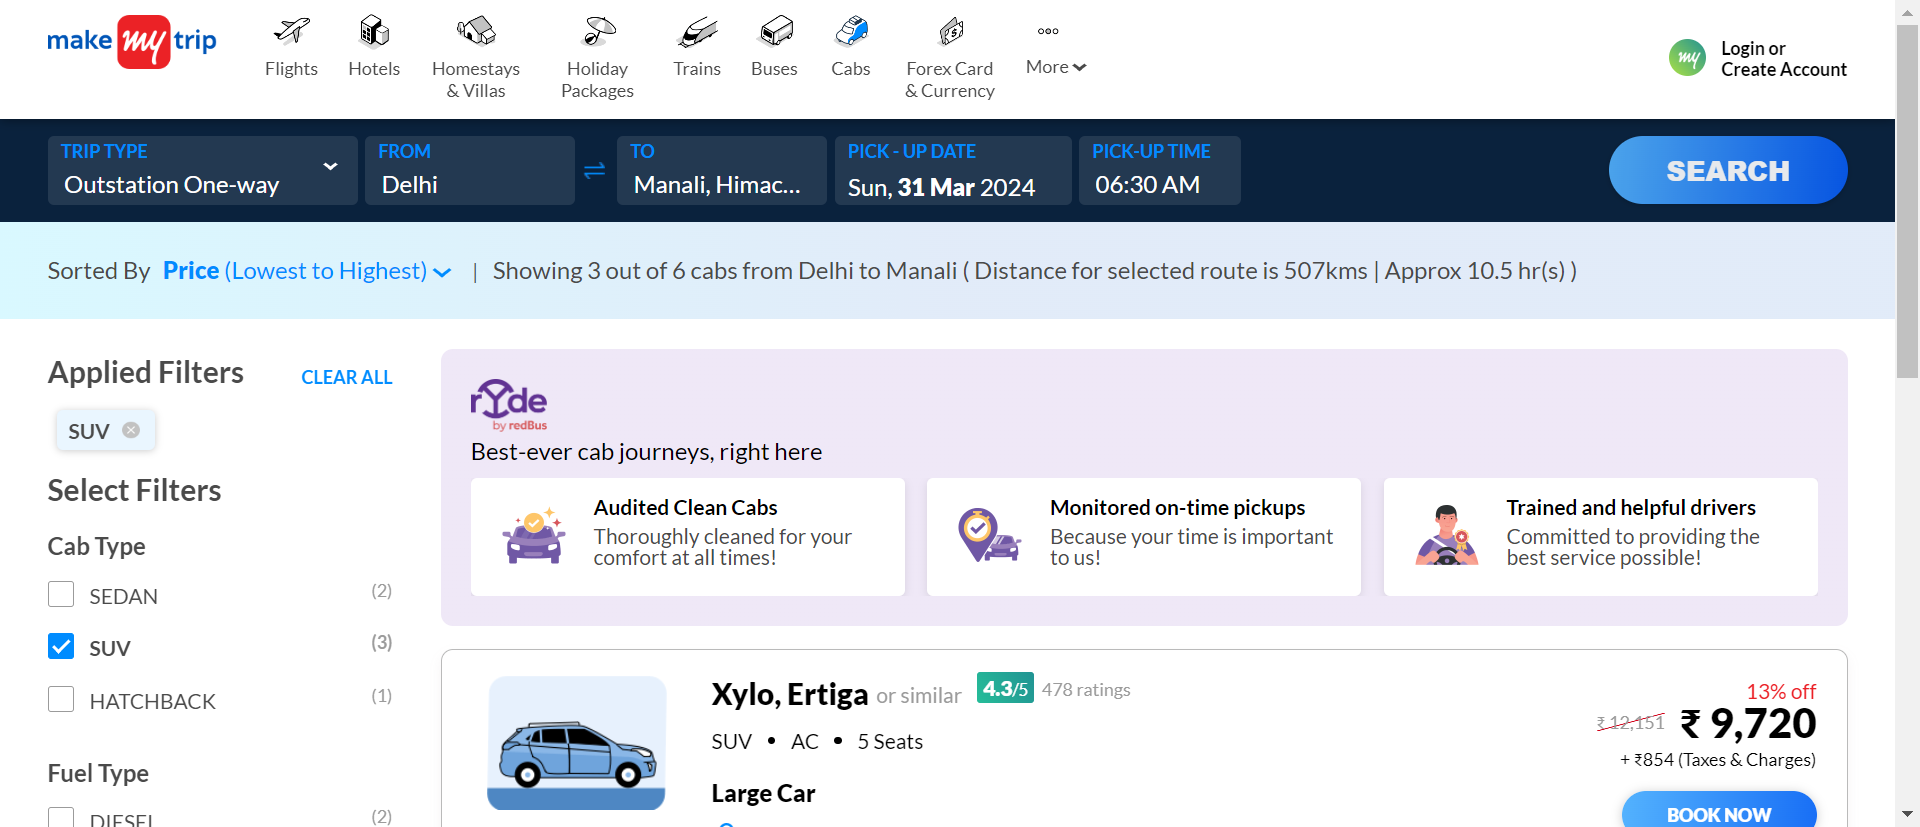 make my trip
Flights
Hotels
Homestays
& Villas
Holiday
Packages
Trains
Buses
Cabs
Forex Card
& Currency
More
my
Login or
Create Account
TRIP TYPE
Outstation One-way
FROM
Delhi
TO
Manali, Himac...
PICK - UP DATE
Sun, 31 Mar 2024
PICK-UP TIME
06:30 AM
SEARCH
Sorted By Price (Lowest to Highest) | Showing 3 out of 6 cabs from Delhi to Manali ( Distance for selected route is 507kms | Approx 10.5 hr(s) )
Applied Filters
CLEAR ALL
SUV
Select Filters
Cab Type
SEDAN (2)
SUV (3)
HATCHBACK (1)
Fuel Type
DIESEL (2)
rYde
by redBus
Best-ever cab journeys, right here
Audited Clean Cabs
Thoroughly cleaned for your
comfort at all times!
Monitored on-time pickups
Because your time is important
to us!
Trained and helpful drivers
Committed to providing the
best service possible!
Xylo, Ertiga or similar 4.3/5 478 ratings
SUV • AC • 5 Seats
Large Car
13% off
₹ 12,151 ₹ 9,720
+ ₹854 (Taxes & Charges)
BOOK NOW